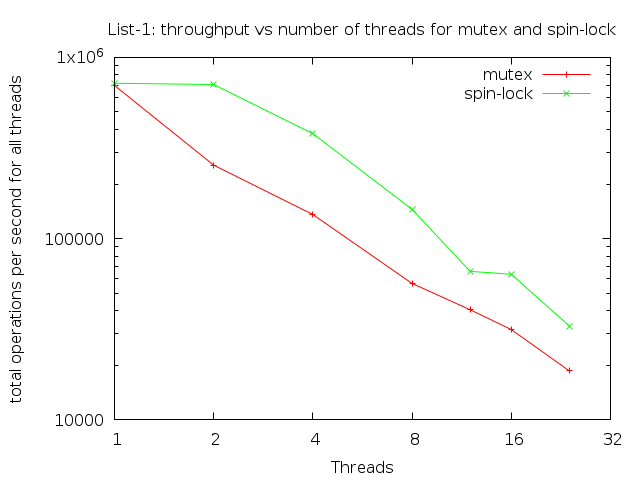 List-1: throughput vs number of threads for mutex and spin-lock
total operations per second for all threads
1x10^6
100000
10000
mutex
spin-lock
1 2 4 8 16 32
Threads